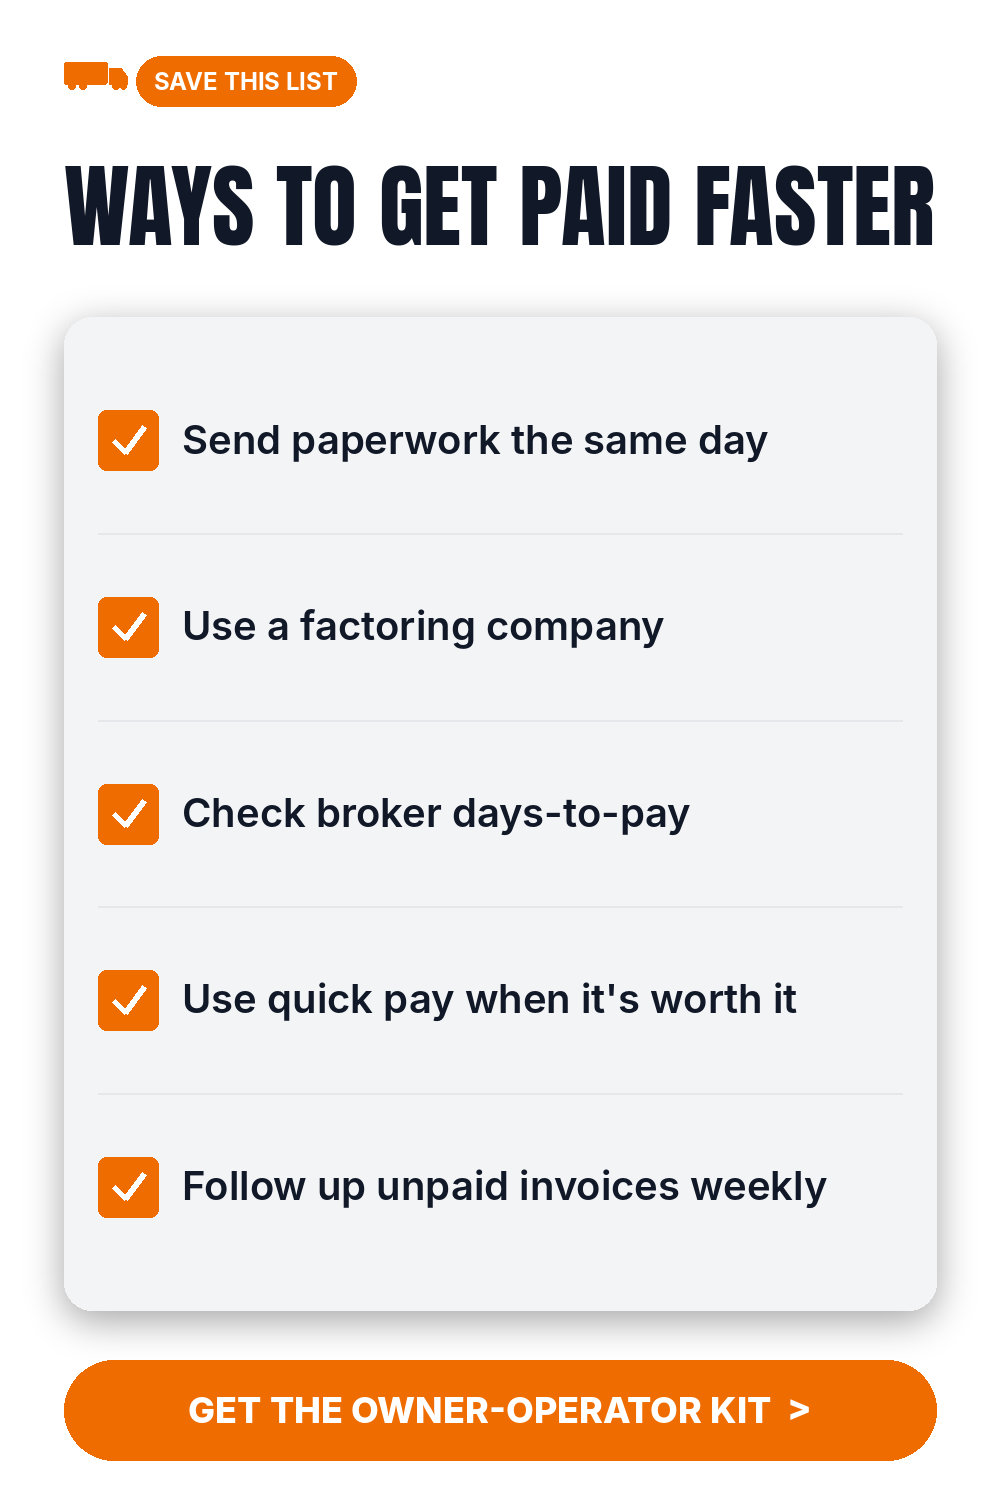 SAVE THIS LIST
WAYS TO GET PAID FASTER
Send paperwork the same day
Use a factoring company
Check broker days-to-pay
Use quick pay when it's worth it
Follow up unpaid invoices weekly
GET THE OWNER-OPERATOR KIT >